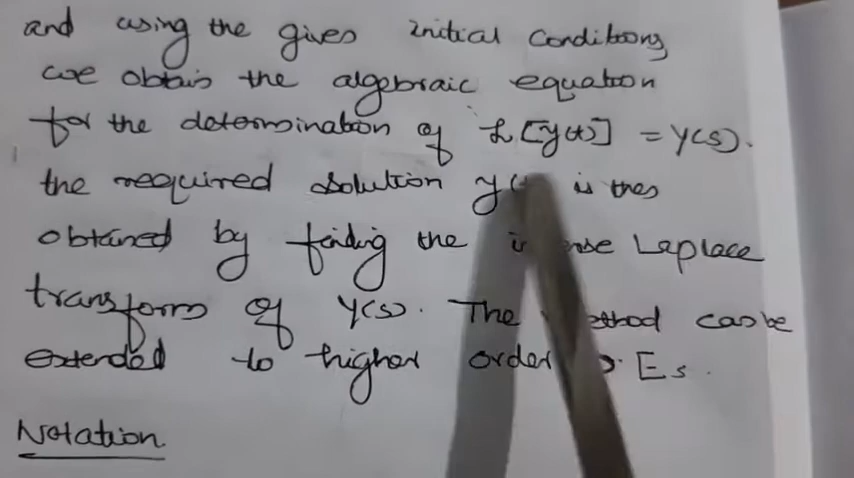 and using the given initial conditions
we obtain the algebraic equation
for the determination of L[y(t)] = Y(s).
the required solution y( is then
obtained by finding the Laplace
transform of Y(s). The can be
extended to higher order Es.
Notation